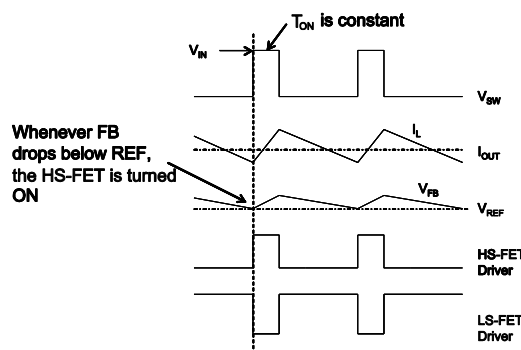 T_ON is constant
V_IN
V_SW
Whenever FB
drops below REF,
the HS-FET is turned
ON
I_L
I_OUT
V_FB
V_REF
HS-FET
Driver
LS-FET
Driver